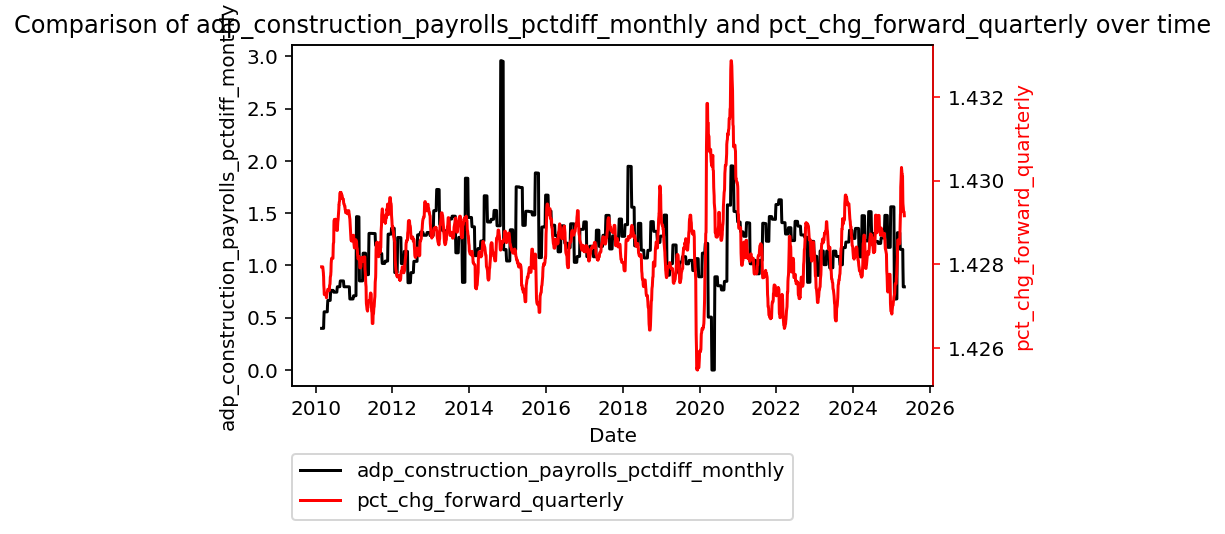 Comparison of adp_construction_payrolls_pctdiff_monthly and pct_chg_forward_quarterly over time
adp_construction_payrolls_pctdiff_monthly
3.0
2.5
2.0
1.5
1.0
0.5
0.0
1.432
1.430
1.428
1.426
pct_chg_forward_quarterly
2010 2012 2014 2016 2018 2020 2022 2024 2026
Date
adp_construction_payrolls_pctdiff_monthly
pct_chg_forward_quarterly